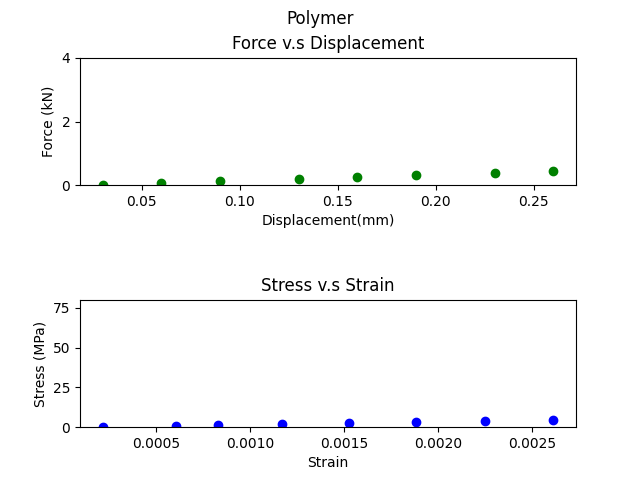 Polymer
Force v.s Displacement
4
2
0
Force (kN)
0.05 0.10 0.15 0.20 0.25
Displacement(mm)
Stress v.s Strain
75
50
25
0
Stress (MPa)
0.0005 0.0010 0.0015 0.0020 0.0025
Strain